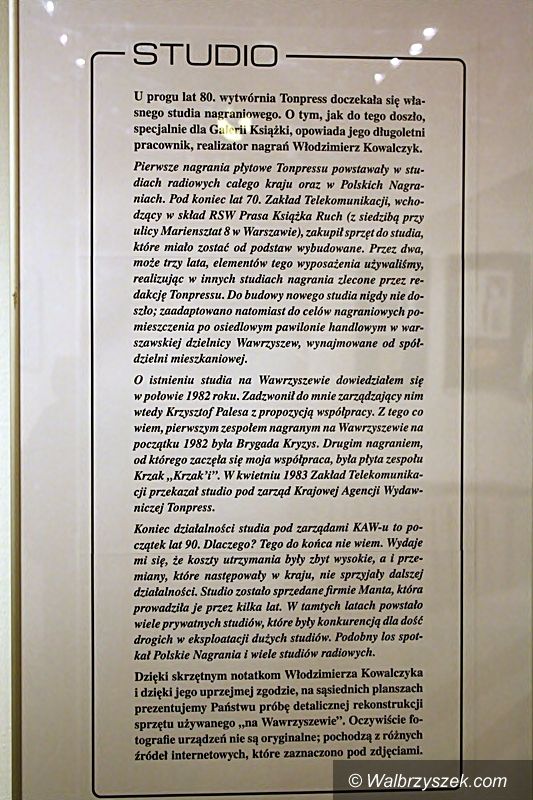 STUDIO
U progu lat 80. wytwórnia Tonpress doczekała się wła-
snego studia nagraniowego. O tym, jak do tego doszło,
specjalnie dla Galerii Książki, opowiada jego długoletni
pracownik, realizator nagrań Włodzimierz Kowalczyk.
Pierwsze nagrania płytowe Tonpressu powstawały w stu-
diach radiowych całego kraju oraz w Polskich Nagra-
niach. Pod koniec lat 70. Zakład Telekomunikacji, wcho-
dzący w skład RSW Prasa Książka Ruch (z siedzibą przy
ulicy Mariensztat 8 w Warszawie), zakupił sprzęt do studia,
które miało zostać od podstaw wybudowane. Przez dwa,
może trzy lata, elementów tego wyposażenia używaliśmy,
realizując w innych studiach nagrania zlecone przez re-
dakcję Tonpressu. Do budowy nowego studia nigdy nie do-
szło; zaadaptowano natomiast do celów nagraniowych po-
mieszczenia po osiedlowym pawilonie handlowym w war-
szawskiej dzielnicy Wawrzyszew, wynajmowane od spół-
dzielni mieszkaniowej.
O istnieniu studia na Wawrzyszewie dowiedziałem się
w połowie 1982 roku. Zadzwonił do mnie zarządzający nim
wtedy Krzysztof Palesa z propozycją współpracy. Z tego co
wiem, pierwszym zespołem nagranym na Wawrzyszewie na
początku 1982 była Brygada Kryzys. Drugim nagraniem,
od którego zaczęła się moja współpraca, była płyta zespołu
Krzak „Krzak’i”. W kwietniu 1983 Zakład Telekomunika-
cji przekazał studio pod zarząd Krajowej Agencji Wydaw-
niczej Tonpress.
Koniec działalności studia pod zarządami KAW-u to po-
czątek lat 90. Dlaczego? Tego do końca nie wiem. Wydaje
mi się, że koszty utrzymania były zbyt wysokie, a i prze-
miany, które następowały w kraju, nie sprzyjały dalszej
działalności. Studio zostało sprzedane firmie Manta, która
prowadziła je przez kilka lat. W tamtych latach powstało
wiele prywatnych studiów, które były konkurencją dla dość
drogich w eksploatacji dużych studiów. Podobny los spot-
kał Polskie Nagrania i wiele studiów radiowych.
Dzięki skrzętnym notatkom Włodzimierza Kowalczyka
i dzięki jego uprzejmej zgodzie, na sąsiednich planszach
prezentujemy Państwu próbę detalicznej rekonstrukcji
sprzętu używanego „na Wawrzyszewie”. Oczywiście fo-
tografie urządzeń nie są oryginalne; pochodzą z różnych
źródeł internetowych, które zaznaczono pod zdjęciami.
© Walbrzyszek.com